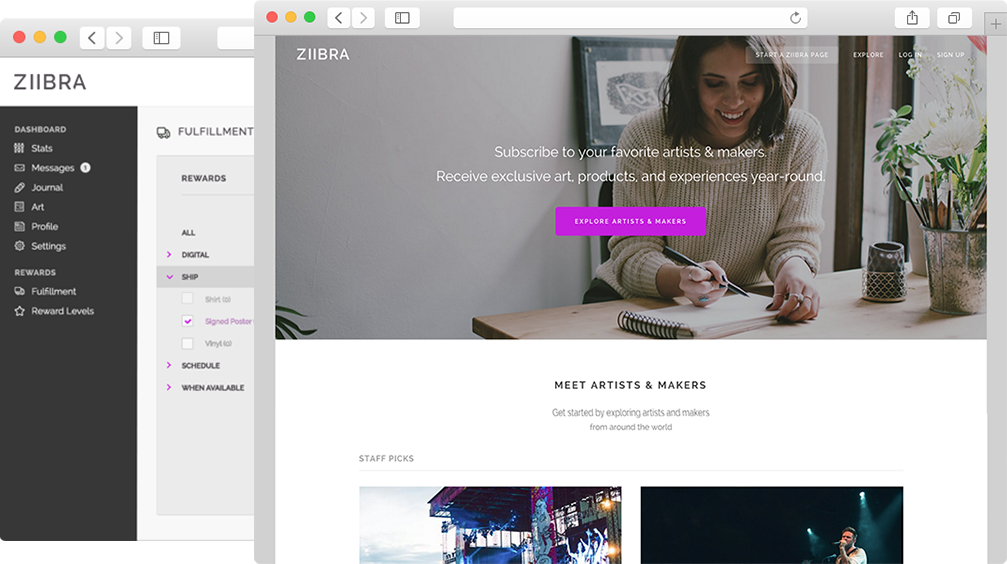 ZIIBRA
DASHBOARD
Stats
Messages 1
Journal
Art
Profile
Settings
REWARDS
Fulfillment
Reward Levels
FULFILLMENT
REWARDS
ALL
DIGITAL
SHIP
Shirt (0)
Signed Poster
Vinyl (0)
SCHEDULE
WHEN AVAILABLE
ZIIBRA
START A ZIIBRA PAGE
EXPLORE
LOG IN
SIGN UP
Subscribe to your favorite artists & makers.
Receive exclusive art, products, and experiences year-round.
EXPLORE ARTISTS & MAKERS
MEET ARTISTS & MAKERS
Get started by exploring artists and makers
from around the world
STAFF PICKS